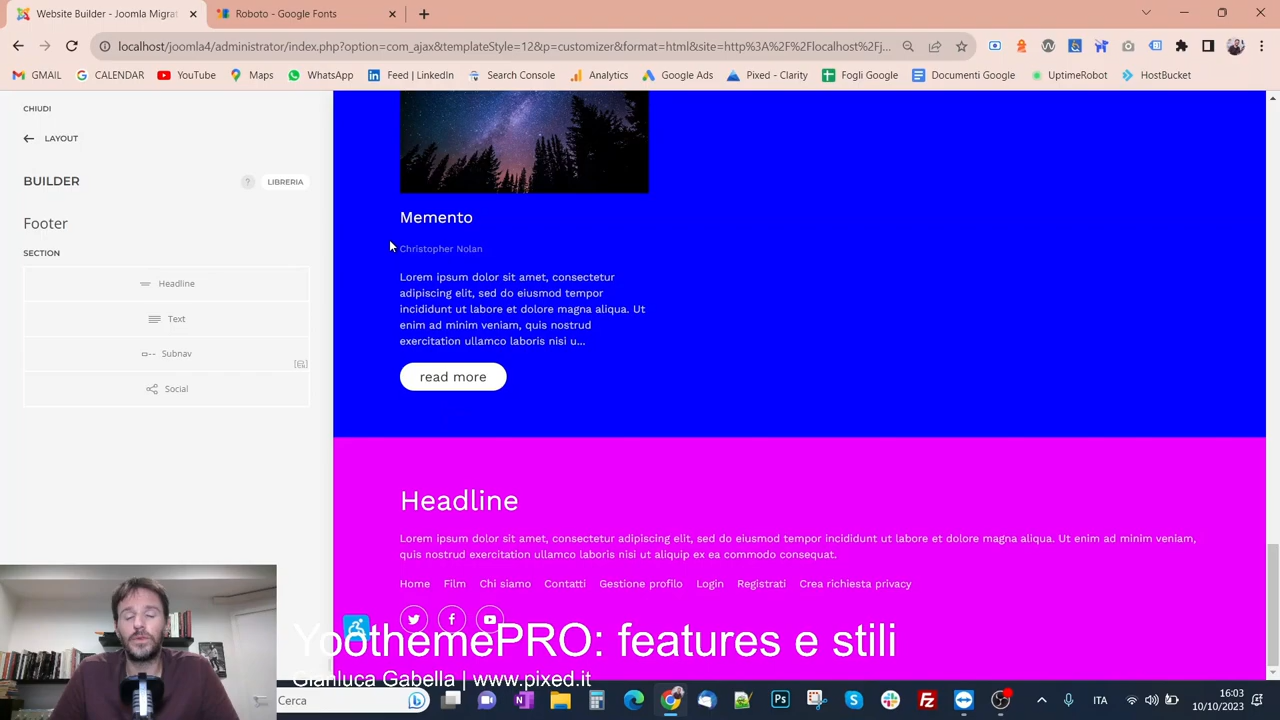 Joomla Migrat
Joomla! - Welcome
Roboto - Google Fonts
localhost/joomla4/administrator/index.php?option=com_ajax&templateStyle=12&p=customizer&format=html&site=http%3A%2F%2Flocalhost%2Fj...
GMAIL
CALENDAR
YouTube
Maps
WhatsApp
Feed | LinkedIn
Search Console
Analytics
Google Ads
Pixed - Clarity
Fogli Google
Documenti Google
UptimeRobot
HostBucket
CHIUDI
LAYOUT
BUILDER
?
LIBRERIA
Footer
SECTION
Headline
Text
Subnav
Social
Memento
Christopher Nolan
Lorem ipsum dolor sit amet, consectetur
adipiscing elit, sed do eiusmod tempor
incididunt ut labore et dolore magna aliqua. Ut
enim ad minim veniam, quis nostrud
exercitation ullamco laboris nisi u...
read more
Headline
Lorem ipsum dolor sit amet, consectetur adipiscing elit, sed do eiusmod tempor incididunt ut labore et dolore magna aliqua. Ut enim ad minim veniam,
quis nostrud exercitation ullamco laboris nisi ut aliquip ex ea commodo consequat.
Home Film Chi siamo Contatti Gestione profilo Login Registrati Crea richiesta privacy
YoothemePRO: features e stili
Gianluca Gabella | www.pixed.it
Cerca
ITA
16:03
10/10/2023